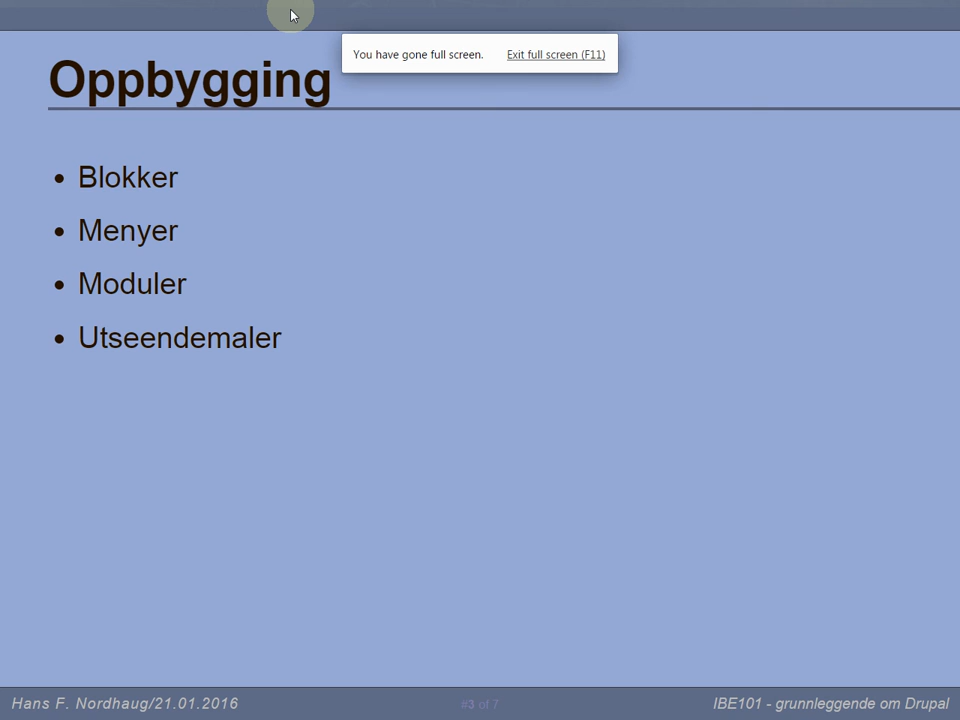 You have gone full screen. Exit full screen (F11)
Oppbygging
• Blokker
• Menyer
• Moduler
• Utseendemaler
Hans F. Nordhaug/21.01.2016 #3 of 7 IBE101 - grunnleggende om Drupal